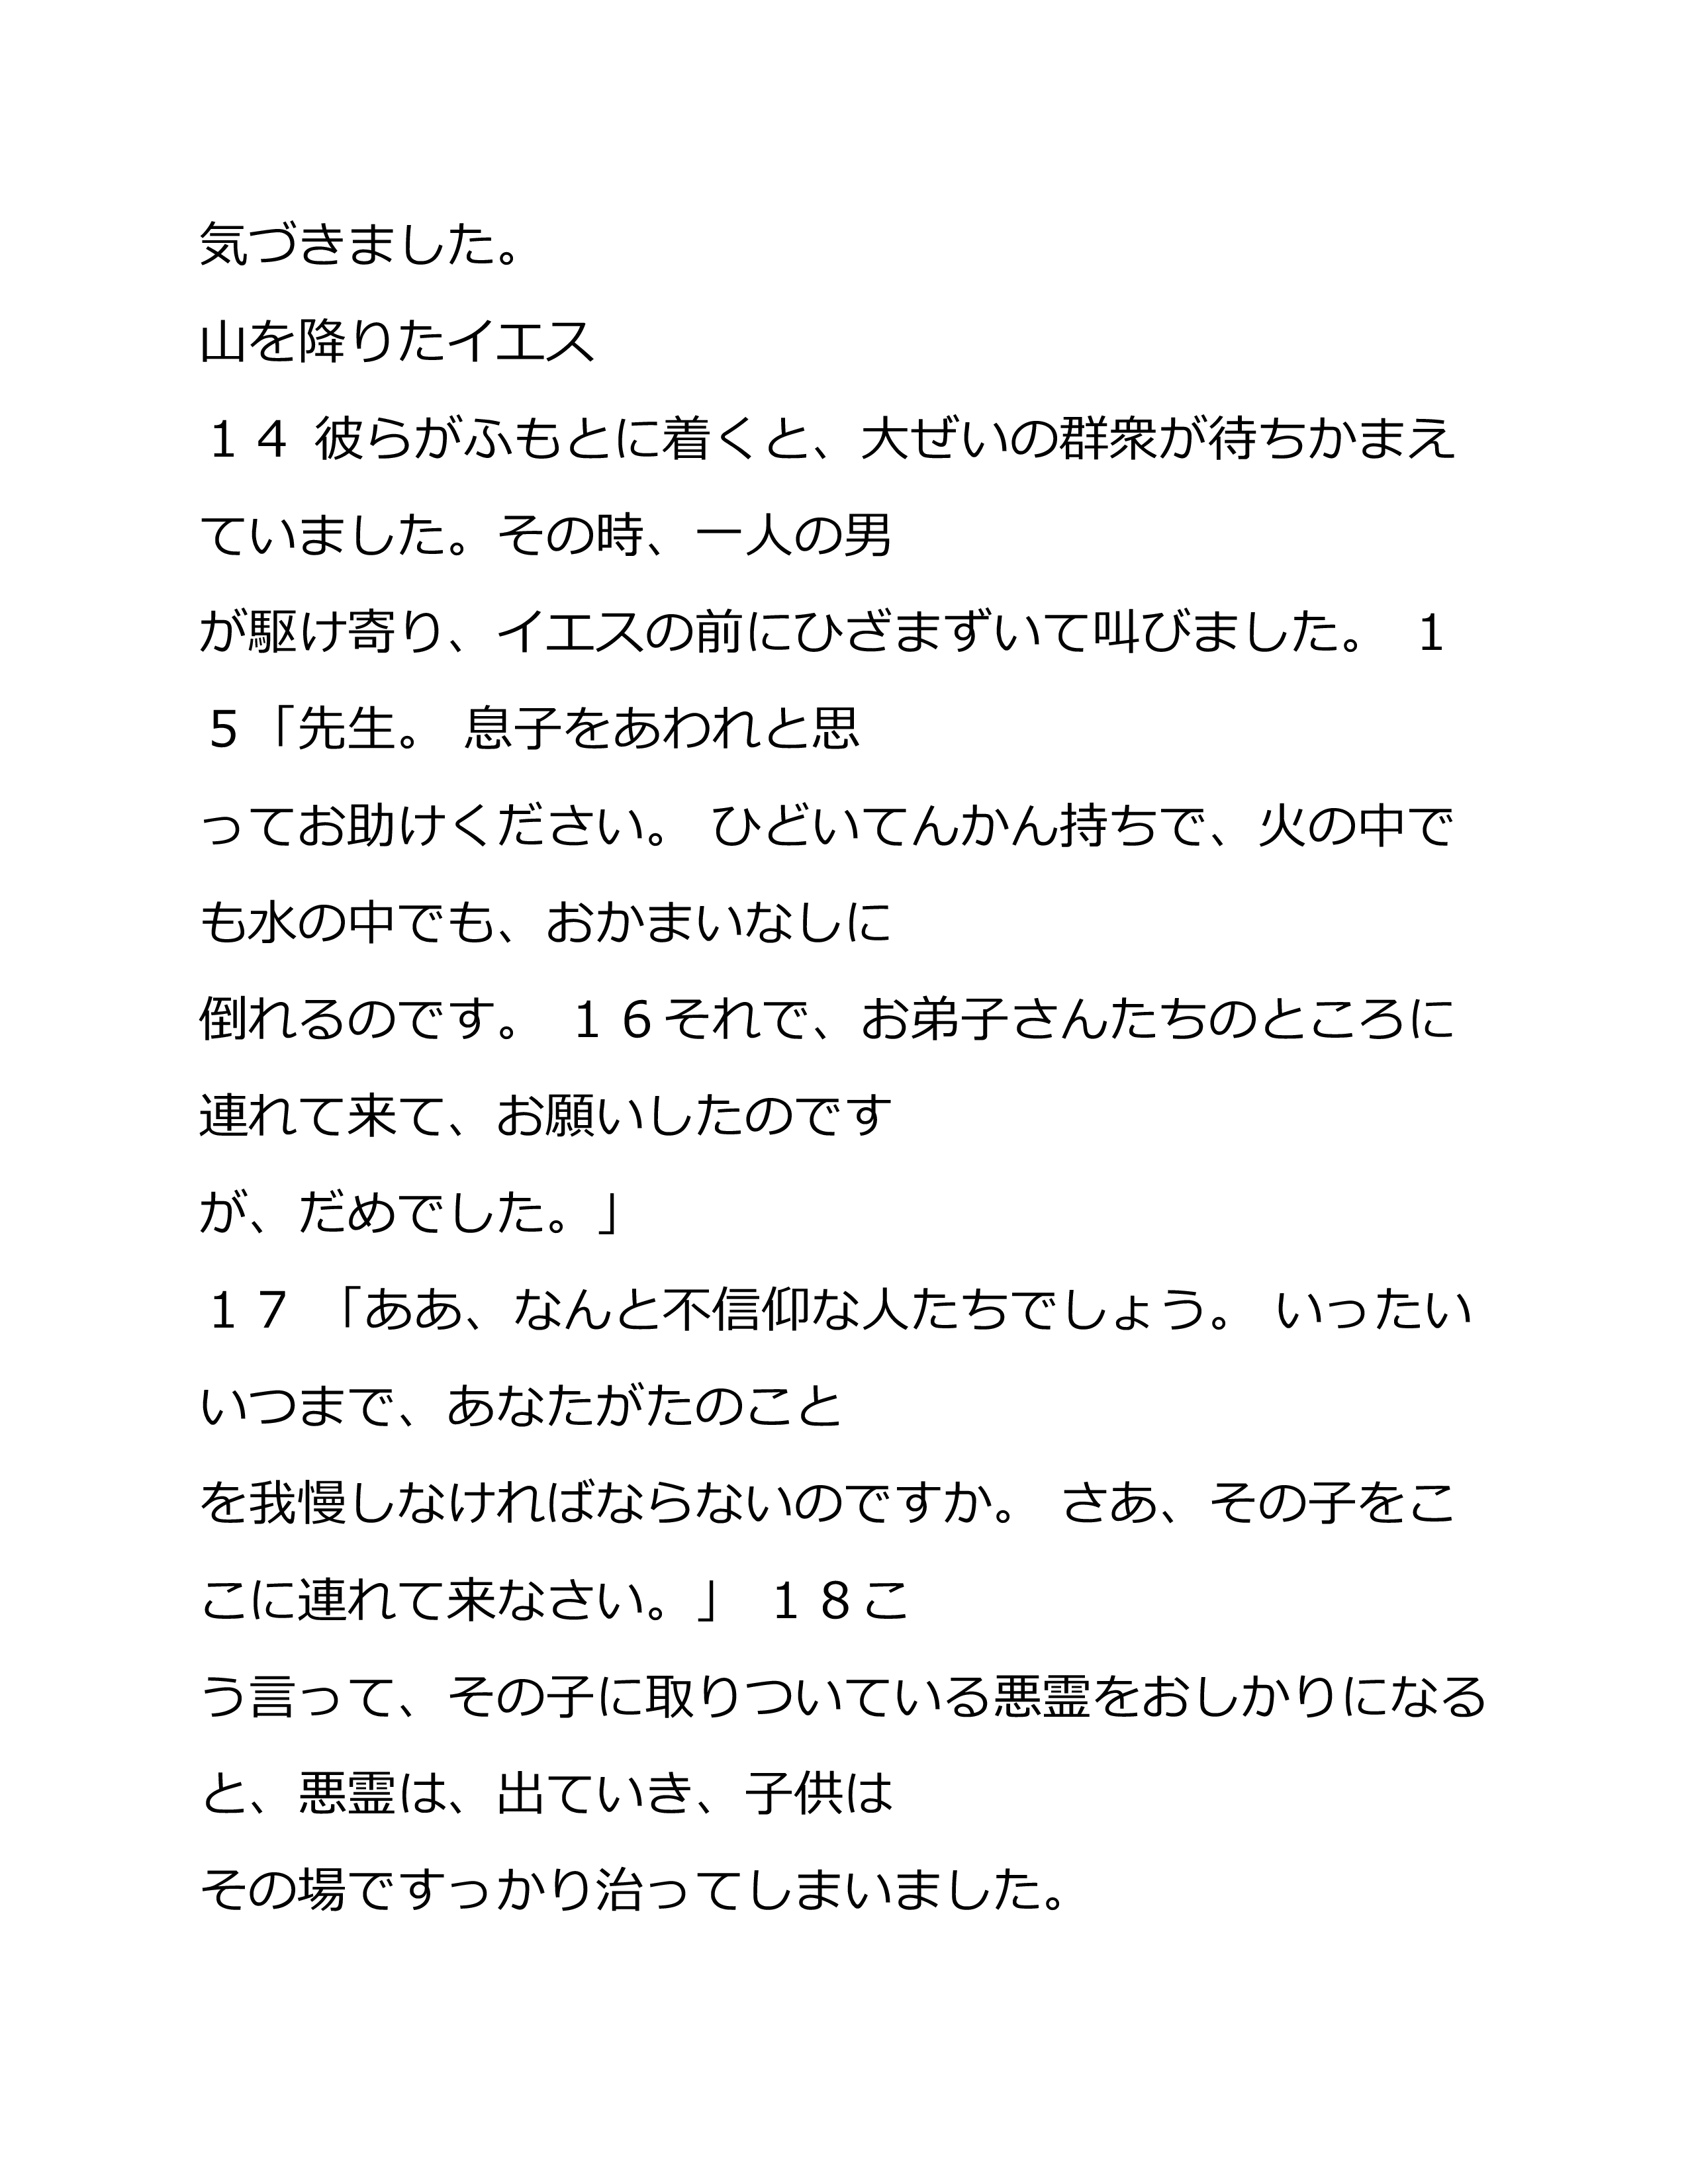 気づきました。
山を降りたイエス
１４ 彼らがふもとに着くと、大ぜいの群衆が待ちかまえ
ていました。その時、一人の男
が駆け寄り、イエスの前にひざまずいて叫びました。 １
５「先生。 息子をあわれと思
ってお助けください。 ひどいてんかん持ちで、火の中で
も水の中でも、おかまいなしに
倒れるのです。 １６それで、お弟子さんたちのところに
連れて来て、お願いしたのです
が、だめでした。」
１７ 「ああ、なんと不信仰な人たちでしょう。 いったい
いつまで、あなたがたのこと
を我慢しなければならないのですか。 さあ、その子をこ
こに連れて来なさい。」 １８こ
う言って、その子に取りついている悪霊をおしかりになる
と、悪霊は、出ていき、子供は
その場ですっかり治ってしまいました。